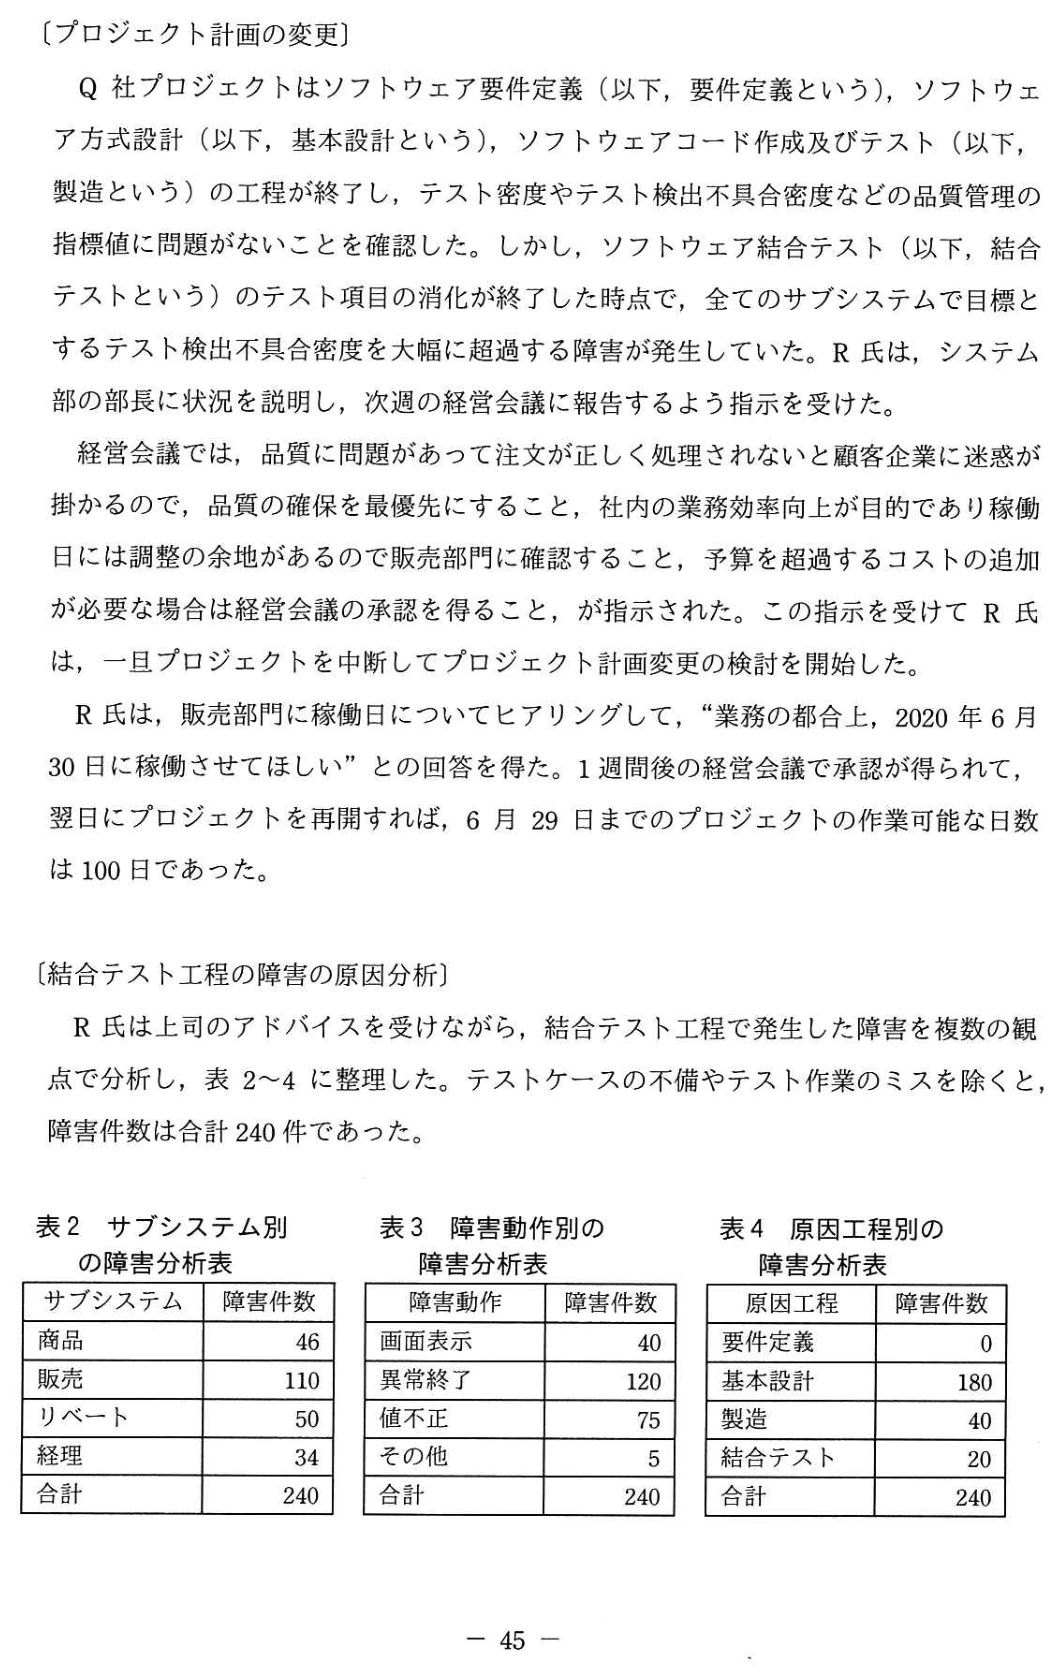 〔プロジェクト計画の変更〕
Q 社プロジェクトはソフトウェア要件定義（以下，要件定義という），ソフトウェ
ア方式設計（以下，基本設計という），ソフトウェアコード作成及びテスト（以下，
製造という）の工程が終了し，テスト密度やテスト検出不具合密度などの品質管理の
指標値に問題がないことを確認した。しかし，ソフトウェア結合テスト（以下，結合
テストという）のテスト項目の消化が終了した時点で，全てのサブシステムで目標と
するテスト検出不具合密度を大幅に超過する障害が発生していた。R 氏は，システム
部の部長に状況を説明し，次週の経営会議に報告するよう指示を受けた。
経営会議では，品質に問題があって注文が正しく処理されないと顧客企業に迷惑が
掛かるので，品質の確保を最優先にすること，社内の業務効率向上が目的であり稼働
日には調整の余地があるので販売部門に確認すること，予算を超過するコストの追加
が必要な場合は経営会議の承認を得ること，が指示された。この指示を受けて R 氏
は，一旦プロジェクトを中断してプロジェクト計画変更の検討を開始した。
R 氏は，販売部門に稼働日についてヒアリングして，“業務の都合上，2020 年 6 月
30 日に稼働させてほしい” との回答を得た。1 週間後の経営会議で承認が得られて，
翌日にプロジェクトを再開すれば，6 月 29 日までのプロジェクトの作業可能な日数
は 100 日であった。
〔結合テスト工程の障害の原因分析〕
R 氏は上司のアドバイスを受けながら，結合テスト工程で発生した障害を複数の観
点で分析し，表 2～4 に整理した。テストケースの不備やテスト作業のミスを除くと，
障害件数は合計 240 件であった。
表2　サブシステム別
の障害分析表
サブシステム　障害件数
商品　46
販売　110
リベート　50
経理　34
合計　240
表3　障害動作別の
障害分析表
障害動作　障害件数
画面表示　40
異常終了　120
値不正　75
その他　5
合計　240
表4　原因工程別の
障害分析表
原因工程　障害件数
要件定義　0
基本設計　180
製造　40
結合テスト　20
合計　240
－ 45 －